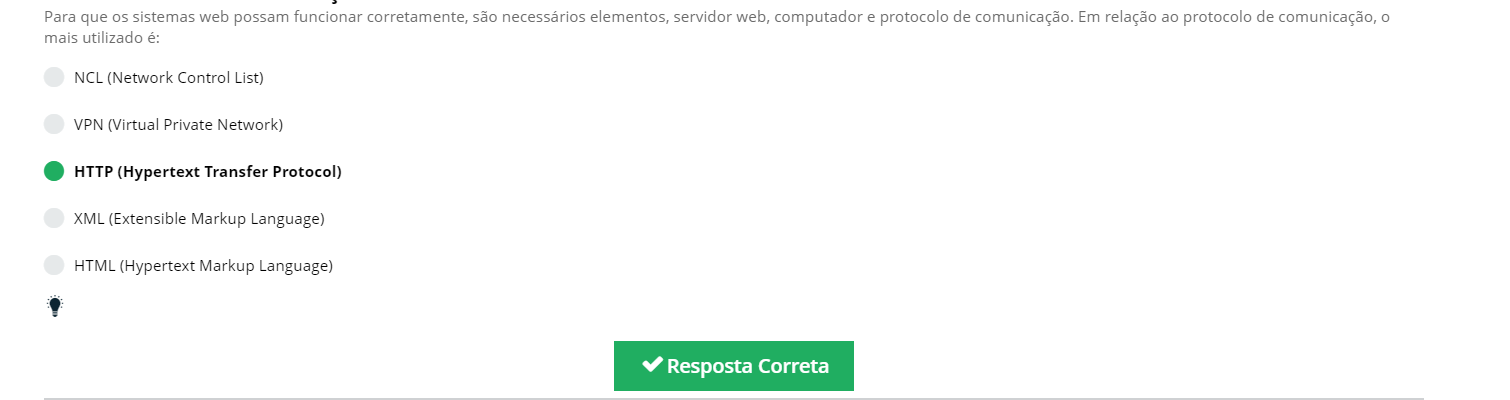 Para que os sistemas web possam funcionar corretamente, são necessários elementos, servidor web, computador e protocolo de comunicação. Em relação ao protocolo de comunicação, o
mais utilizado é:
NCL (Network Control List)
VPN (Virtual Private Network)
HTTP (Hypertext Transfer Protocol)
XML (Extensible Markup Language)
HTML (Hypertext Markup Language)
Resposta Correta